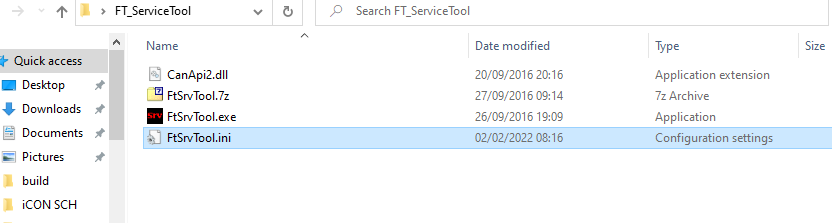 FT_ServiceTool
Search FT_ServiceTool
Name Date modified Type Size
Quick access
CanApi2.dll 20/09/2016 20:16 Application extension
Desktop
FtSrvTool.7z 27/09/2016 09:14 7z Archive
Downloads
srv FtSrvTool.exe 26/09/2016 19:09 Application
Documents
FtSrvTool.ini 02/02/2022 08:16 Configuration settings
Pictures
build
iCON SCH